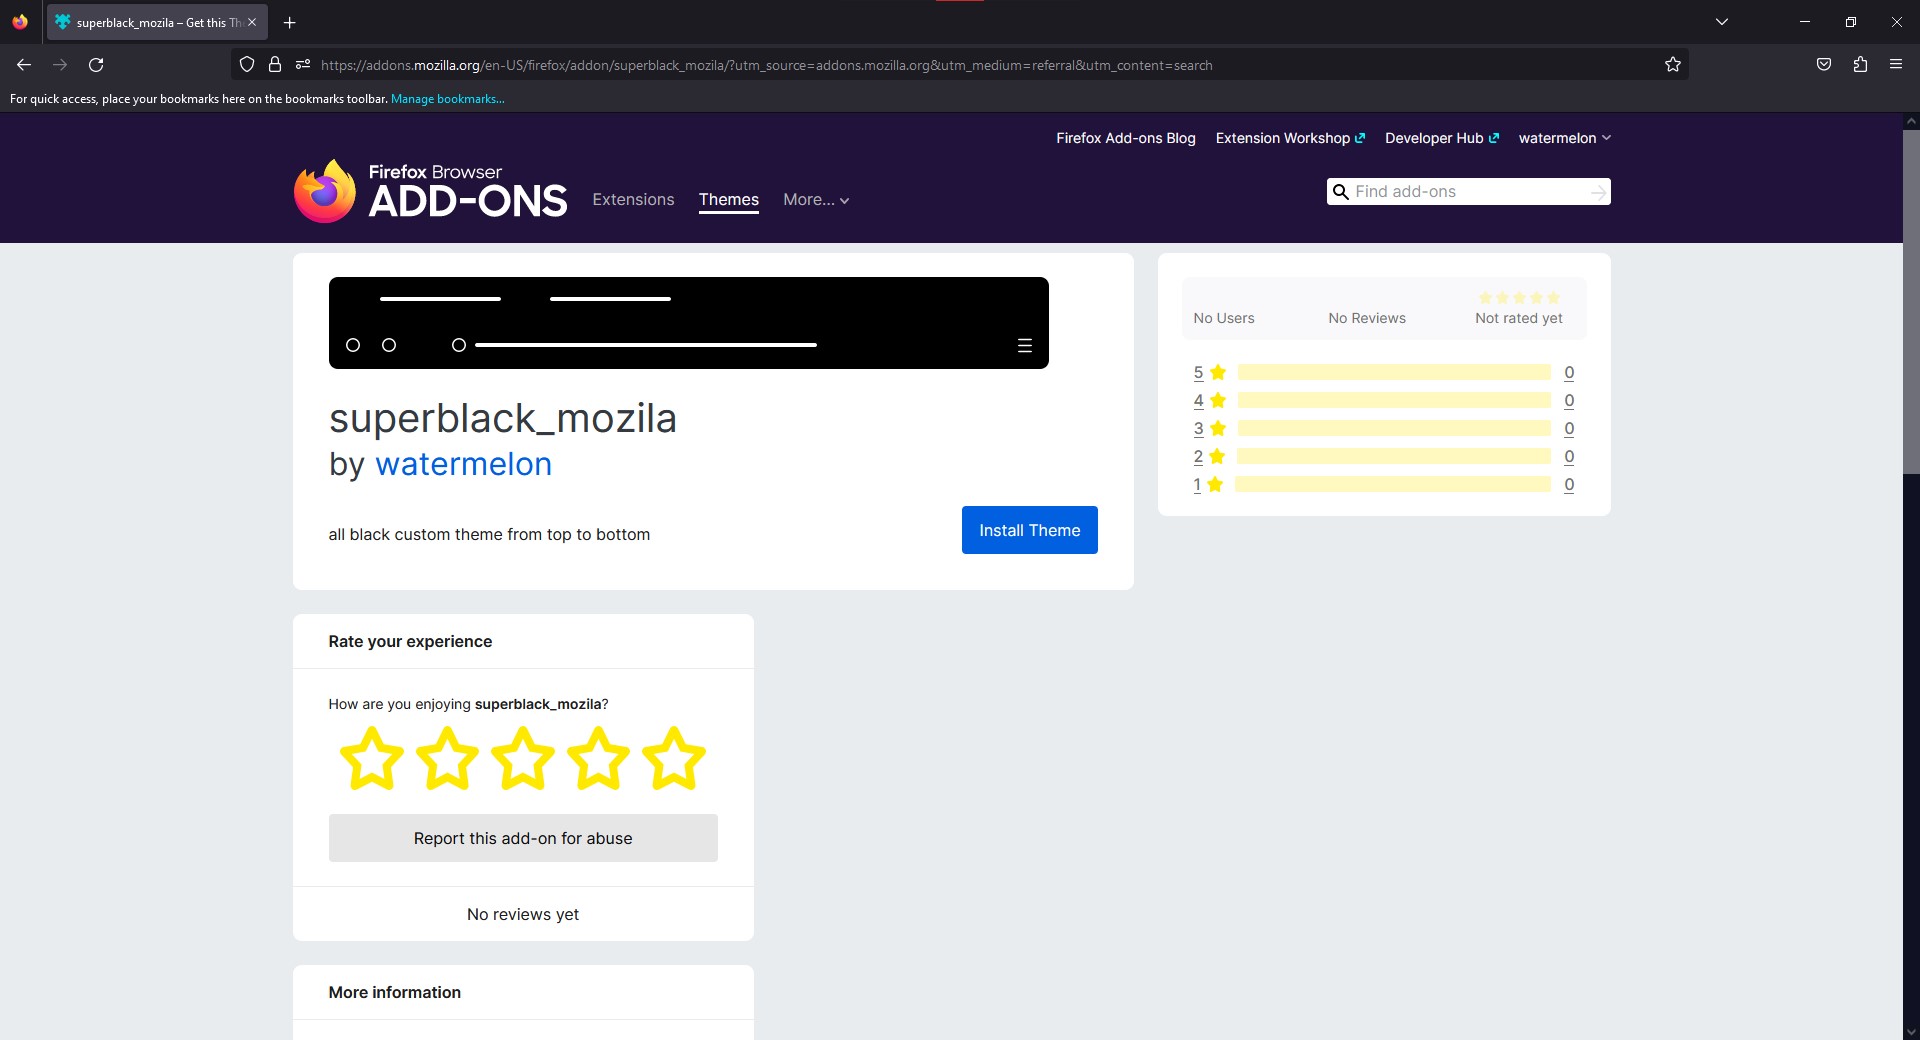 superblack_mozila – Get this Th
https://addons.mozilla.org/en-US/firefox/addon/superblack_mozila/?utm_source=addons.mozilla.org&utm_medium=referral&utm_content=search
For quick access, place your bookmarks here on the bookmarks toolbar. Manage bookmarks...
Firefox Add-ons Blog Extension Workshop Developer Hub watermelon
Firefox Browser
ADD-ONS
Extensions Themes More... Find add-ons
superblack_mozila
by watermelon
all black custom theme from top to bottom
Install Theme
No Users No Reviews Not rated yet
5 0
4 0
3 0
2 0
1 0
Rate your experience
How are you enjoying superblack_mozila?
Report this add-on for abuse
No reviews yet
More information